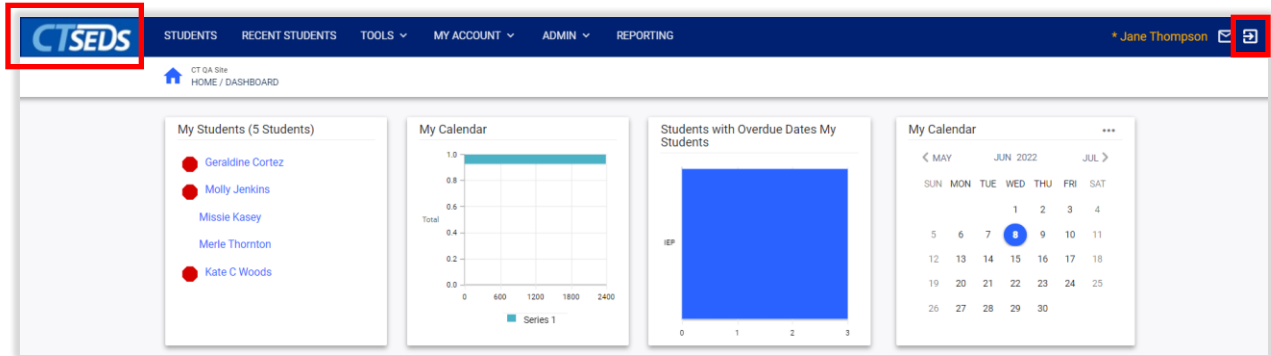 CTSEDS STUDENTS RECENT STUDENTS TOOLS MY ACCOUNT ADMIN REPORTING * Jane Thompson
CT QA Site
HOME / DASHBOARD
My Students (5 Students)
Geraldine Cortez
Molly Jenkins
Missie Kasey
Merle Thornton
Kate C Woods
My Calendar
1.0
0.8
0.6
Total
0.4
0.2
0.0
0 600 1200 1800 2400
Series 1
Students with Overdue Dates My
Students
IEP
0 1 2 3
My Calendar ...
< MAY JUN 2022 JUL >
SUN MON TUE WED THU FRI SAT
1 2 3 4
5 6 7 8 9 10 11
12 13 14 15 16 17 18
19 20 21 22 23 24 25
26 27 28 29 30